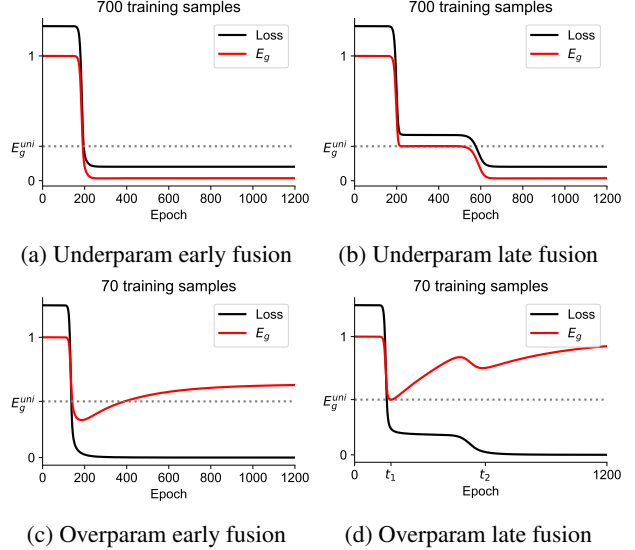 700 training samples
Loss
E_g
1
E_g^{uni}
0
0 200 400 600 800 1000 1200
Epoch
(a) Underparam early fusion
700 training samples
Loss
E_g
1
E_g^{uni}
0
0 200 400 600 800 1000 1200
Epoch
(b) Underparam late fusion
70 training samples
Loss
E_g
1
E_g^{uni}
0
0 200 400 600 800 1000 1200
Epoch
(c) Overparam early fusion
70 training samples
Loss
E_g
1
E_g^{uni}
0
0 t_1 t_2 1200
Epoch
(d) Overparam late fusion